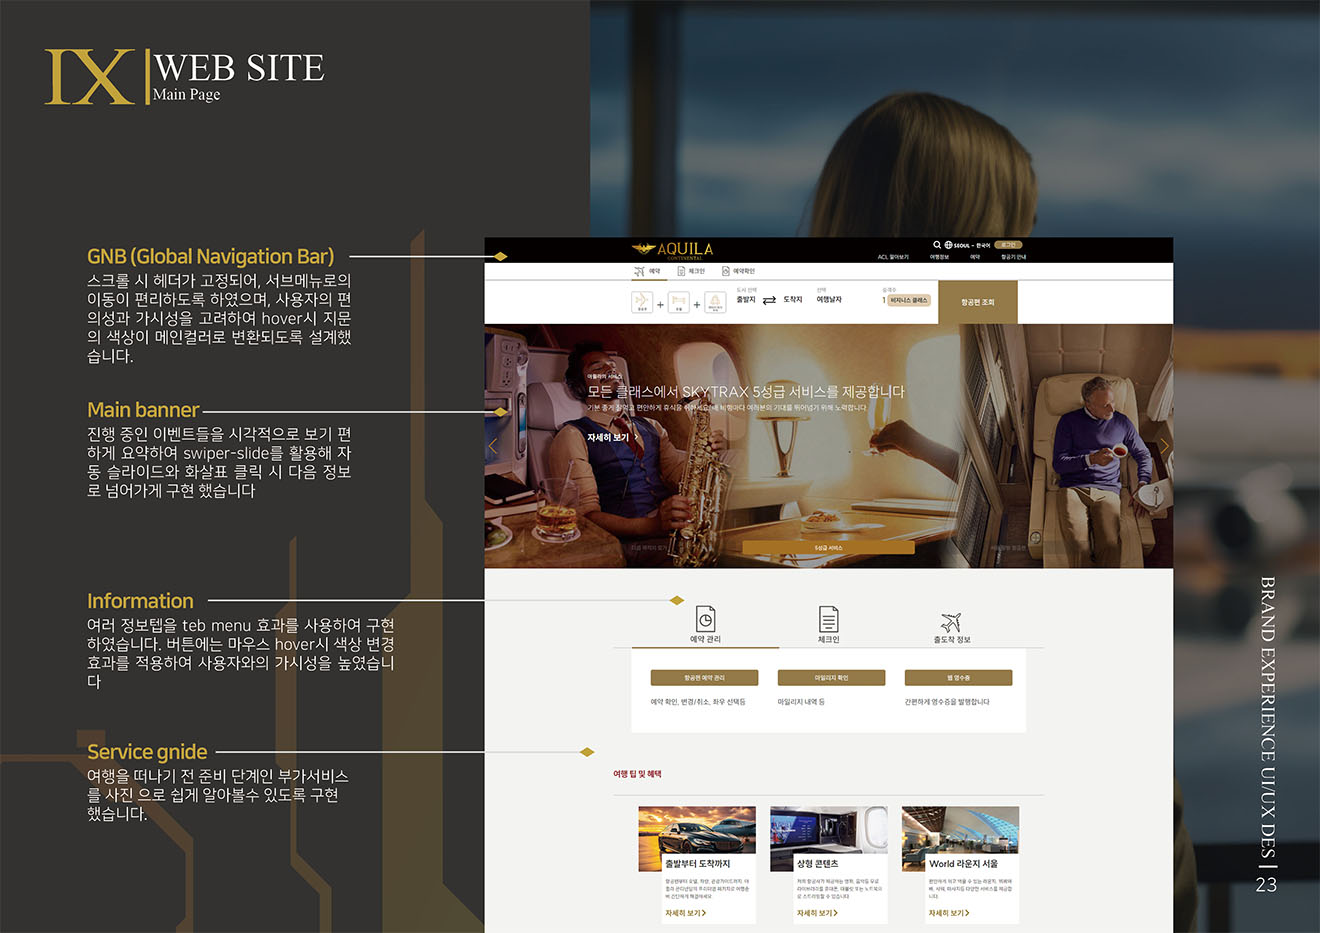 IX
WEB SITE
Main Page
GNB (Global Navigation Bar)
스크롤 시 헤더가 고정되어, 서브메뉴로의
이동이 편리하도록 하였으며, 사용자의 편
의성과 가시성을 고려하여 hover시 지문
의 색상이 메인컬러로 변환되도록 설계했
습니다.
Main banner
진행 중인 이벤트들을 시각적으로 보기 편
하게 요약하여 swiper-slide를 활용해 자
동 슬라이드와 화살표 클릭 시 다음 정보
로 넘어가게 구현 했습니다
Information
여러 정보텝을 teb menu 효과를 사용하여 구현
하였습니다. 버튼에는 마우스 hover시 색상 변경
효과를 적용하여 사용자와의 가시성을 높였습니
다
Service gnide
여행을 떠나기 전 준비 단계인 부가서비스
를 사진 으로 쉽게 알아볼수 있도록 구현
했습니다.
AQUILA
CONTINENTAL
SEOUL - 한국어 로그인
ACL 알아보기 여행정보 예약 항공기 안내
예약 체크인 예약확인
도시 선택 선택 승객수
출발지 도착지 여행날자 1 비지니스 클래스
항공편 조회
아퀼라의 서비스
모든 클래스에서 SKYTRAX 5성급 서비스를 제공합니다
자세히 보기
5성급 서비스
예약 관리 체크인 출도착 정보
항공편 예약 관리 마일리지 확인 웹 영수증
예약 확인, 변경/취소, 좌우 선택등 마일리지 내역 등 간편하게 영수증을 발행합니다
여행 팁 및 혜택
출발부터 도착까지 상형 콘텐츠 World 라운지 서울
자세히 보기 자세히 보기 자세히 보기
BRAND EXPERIENCE UI/UX DES
23